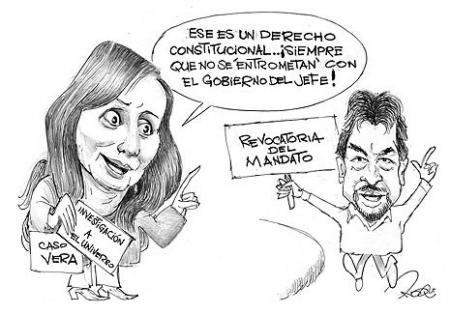 ESE ES UN DERECHO
CONSTITUCIONAL..¡SIEMPRE
QUE NO SE 'ENTROMETAN' CON
EL GOBIERNO DEL JEFE!
REVOCATORIA
DEL
MANDATO
INVESTIGACIÓN
A
EL UNIVERSO
CASO
VERA